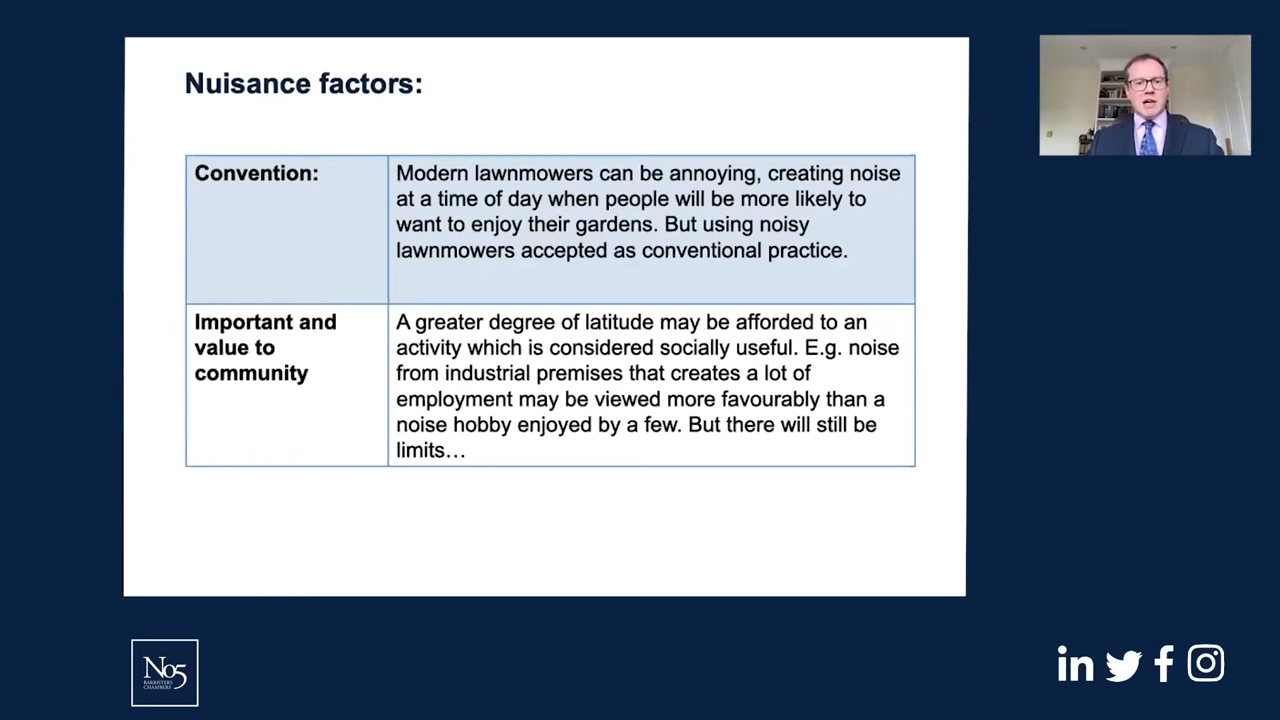 Nuisance factors:
Convention:
Modern lawnmowers can be annoying, creating noise
at a time of day when people will be more likely to
want to enjoy their gardens. But using noisy
lawnmowers accepted as conventional practice.
Important and
value to
community
A greater degree of latitude may be afforded to an
activity which is considered socially useful. E.g. noise
from industrial premises that creates a lot of
employment may be viewed more favourably than a
noise hobby enjoyed by a few. But there will still be
limits…
No5
BARRISTERS
CHAMBERS
in
f